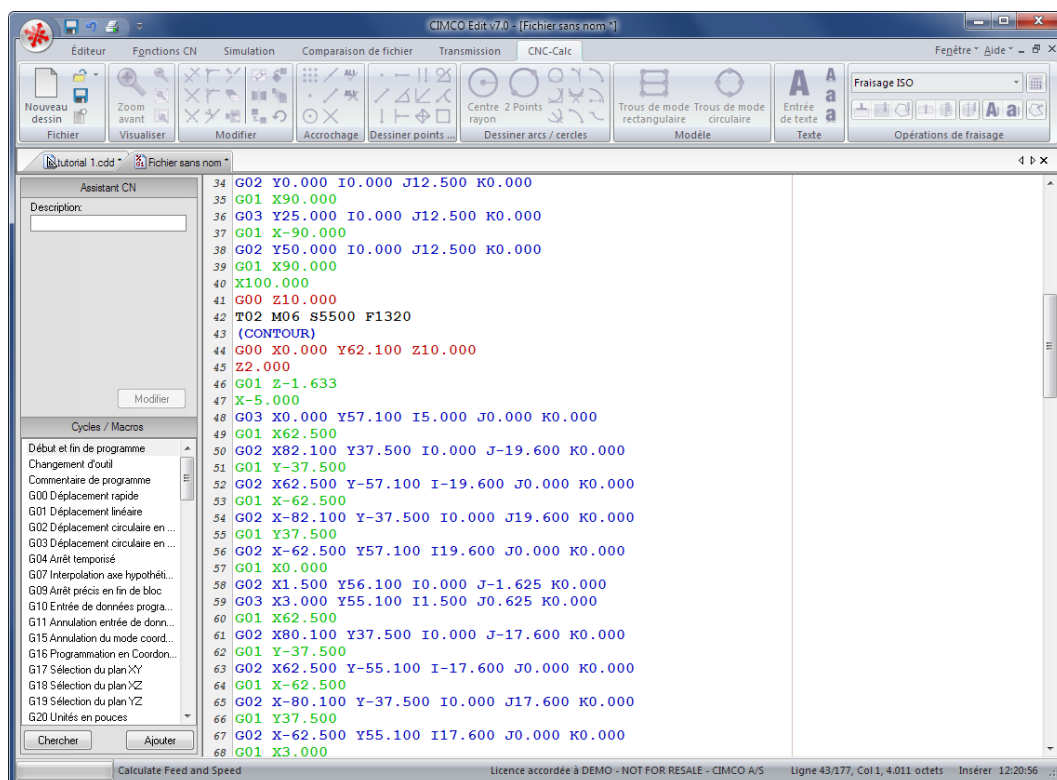 CIMCO Edit v7.0 - [Fichier sans nom *]
Éditeur Fonctions CN Simulation Comparaison de fichier Transmission CNC-Calc Fenêtre Aide
Nouveau dessin
Zoom avant
Centre rayon
2 Points
Trous de mode rectangulaire
Trous de mode circulaire
Entrée de texte
Fraisage ISO
Fichier Visualiser Modifier Accrochage Dessiner points ... Dessiner arcs / cercles Modèle Texte Opérations de fraisage
tutorial 1.cdd * Fichier sans nom *
Assistant CN
Description:
Modifier
Cycles / Macros
Début et fin de programme
Changement d'outil
Commentaire de programme
G00 Déplacement rapide
G01 Déplacement linéaire
G02 Déplacement circulaire en ...
G03 Déplacement circulaire en ...
G04 Arrêt temporisé
G07 Interpolation axe hypothéti...
G09 Arrêt précis en fin de bloc
G10 Entrée de données progra...
G11 Annulation entrée de donn...
G15 Annulation du mode coord...
G16 Programmation en Coordon...
G17 Sélection du plan XY
G18 Sélection du plan XZ
G19 Sélection du plan YZ
G20 Unités en pouces
Chercher Ajouter
34 G02 Y0.000 I0.000 J12.500 K0.000
35 G01 X90.000
36 G03 Y25.000 I0.000 J12.500 K0.000
37 G01 X-90.000
38 G02 Y50.000 I0.000 J12.500 K0.000
39 G01 X90.000
40 X100.000
41 G00 Z10.000
42 T02 M06 S5500 F1320
43 (CONTOUR)
44 G00 X0.000 Y62.100 Z10.000
45 Z2.000
46 G01 Z-1.633
47 X-5.000
48 G03 X0.000 Y57.100 I5.000 J0.000 K0.000
49 G01 X62.500
50 G02 X82.100 Y37.500 I0.000 J-19.600 K0.000
51 G01 Y-37.500
52 G02 X62.500 Y-57.100 I-19.600 J0.000 K0.000
53 G01 X-62.500
54 G02 X-82.100 Y-37.500 I0.000 J19.600 K0.000
55 G01 Y37.500
56 G02 X-62.500 Y57.100 I19.600 J0.000 K0.000
57 G01 X0.000
58 G02 X1.500 Y56.100 I0.000 J-1.625 K0.000
59 G03 X3.000 Y55.100 I1.500 J0.625 K0.000
60 G01 X62.500
61 G02 X80.100 Y37.500 I0.000 J-17.600 K0.000
62 G01 Y-37.500
63 G02 X62.500 Y-55.100 I-17.600 J0.000 K0.000
64 G01 X-62.500
65 G02 X-80.100 Y-37.500 I0.000 J17.600 K0.000
66 G01 Y37.500
67 G02 X-62.500 Y55.100 I17.600 J0.000 K0.000
68 G01 X3.000
Calculate Feed and Speed Licence accordée à DEMO - NOT FOR RESALE - CIMCO A/S Ligne 43/177, Col 1, 4.011 octets Insérer 12:20:56